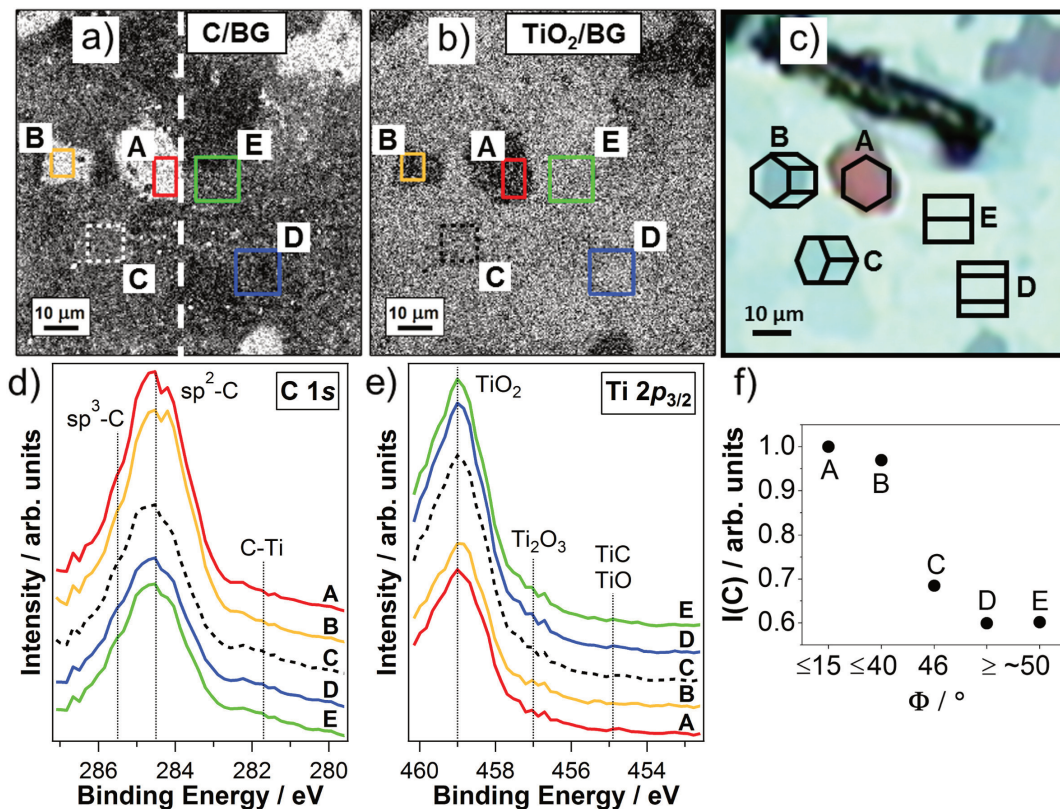 a) C/BG
B
A
E
D
C
10 μm
b) TiO₂/BG
B
A
E
D
C
10 μm
c)
B
A
E
C
D
10 μm
d) C 1s
sp³-C
sp²-C
C-Ti
A
B
C
D
E
Intensity / arb. units
286 284 282 280
Binding Energy / eV
e) TiO₂ Ti 2p₃/₂
Ti₂O₃
TiC
TiO
E
D
C
B
A
Intensity / arb. units
460 458 456 454
Binding Energy / eV
f)
I(C) / arb. units
1.0
0.9
0.8
0.7
0.6
A
B
C
D E
≤15 ≤40 46 ≥ ~50
Φ / °